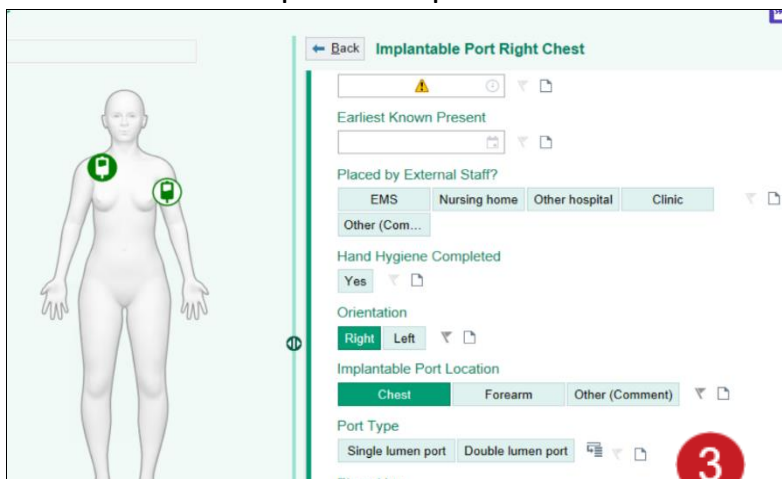 Back Implantable Port Right Chest
Earliest Known Present
Placed by External Staff?
EMS Nursing home Other hospital Clinic
Other (Com...
Hand Hygiene Completed
Yes
Orientation
Right Left
Implantable Port Location
Chest Forearm Other (Comment)
Port Type
Single lumen port Double lumen port
3